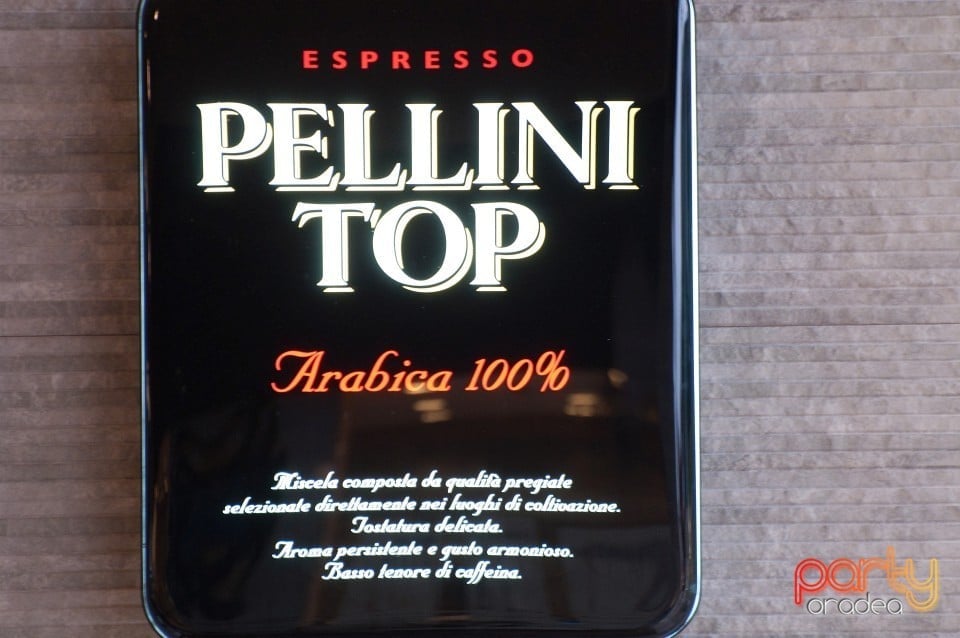 ESPRESSO
PELLINI
TOP
Arabica 100%
Miscela composta da qualità pregiate
selezionate direttamente nei luoghi di coltivazione.
Tostatura delicata.
Aroma persistente e gusto armonioso.
Basso tenore di caffeina.
party
oradea